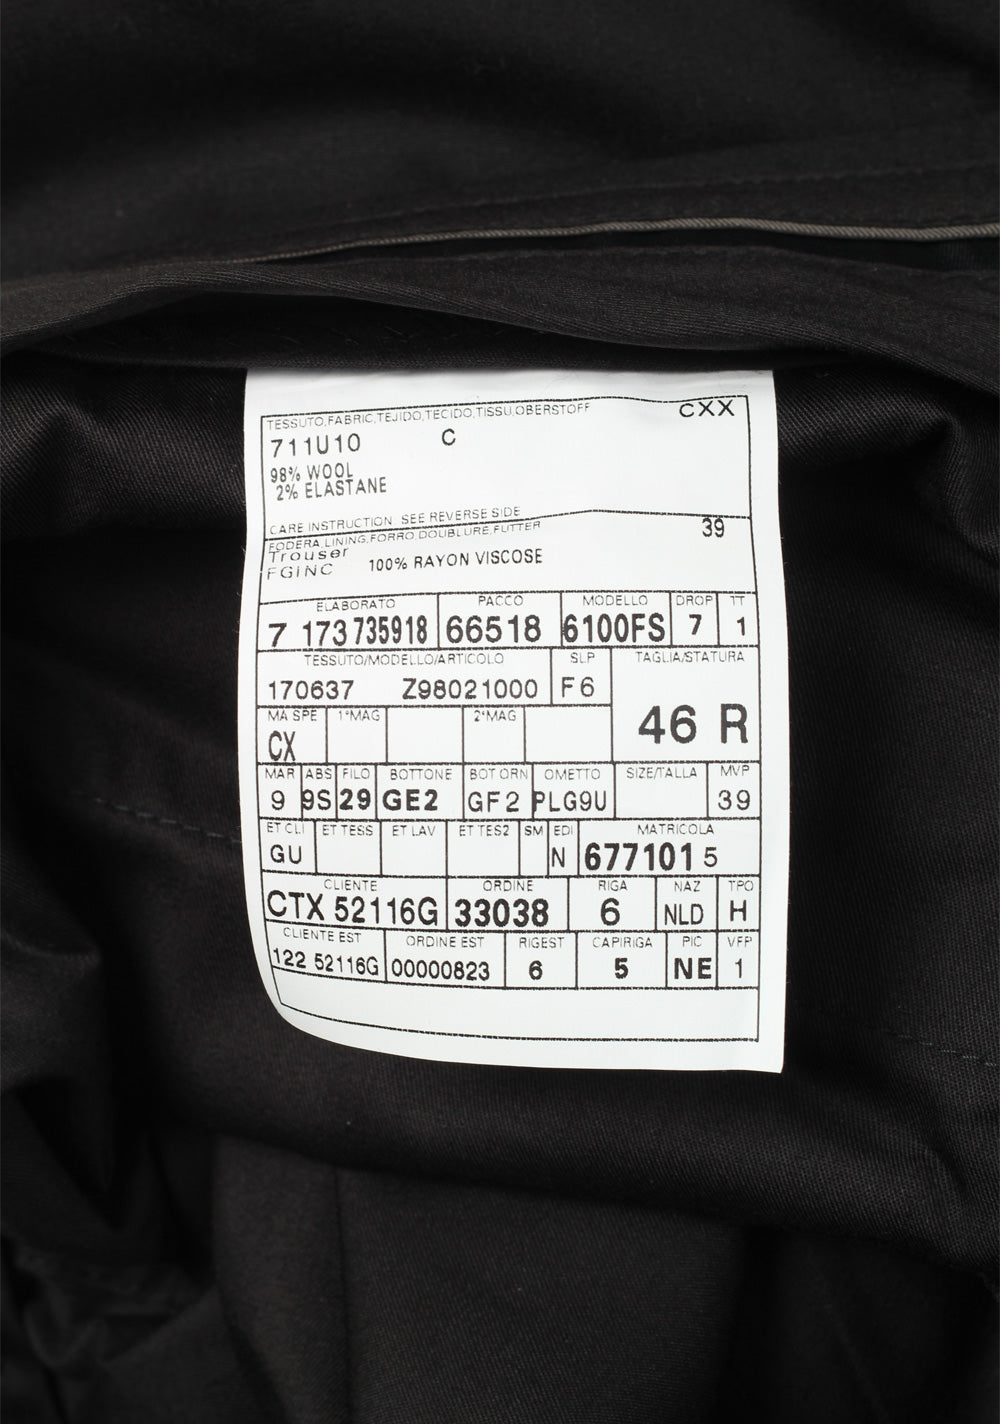 TESSUTO,FABRIC,TEJIDO,TECIDO,TISSU,OBERSTOFF CXX
711U10 C
98% WOOL
2% ELASTANE
CARE INSTRUCTION: SEE REVERSE SIDE
FODERA,LINING,FORRO,DOUBLURE,FUTTER 39
Trouser
FGINC 100% RAYON VISCOSE
ELABORATO PACCO MODELLO DROP TT
7 173735918 66518 6100FS 7 1
TESSUTO/MODELLO/ARTICOLO SLP TAGLIA/STATURA
170637 Z98021000 F6
46 R
MA SPE 1°MAG 2°MAG
CX
MAR ABS FILO BOTTONE BOT ORN OMETTO SIZE/TALLA MVP
9 9S 29 GE2 GF2 PLG9U 39
ET CLI ET TESS ET LAV ET TES2 SM EDI MATRICOLA
GU N 677101 5
CLIENTE ORDINE RIGA NAZ TPO
CTX 52116G 33038 6 NLD H
CLIENTE EST ORDINE EST RIGEST CAPIRIGA PIC VFP
122 52116G 00000823 6 5 NE 1